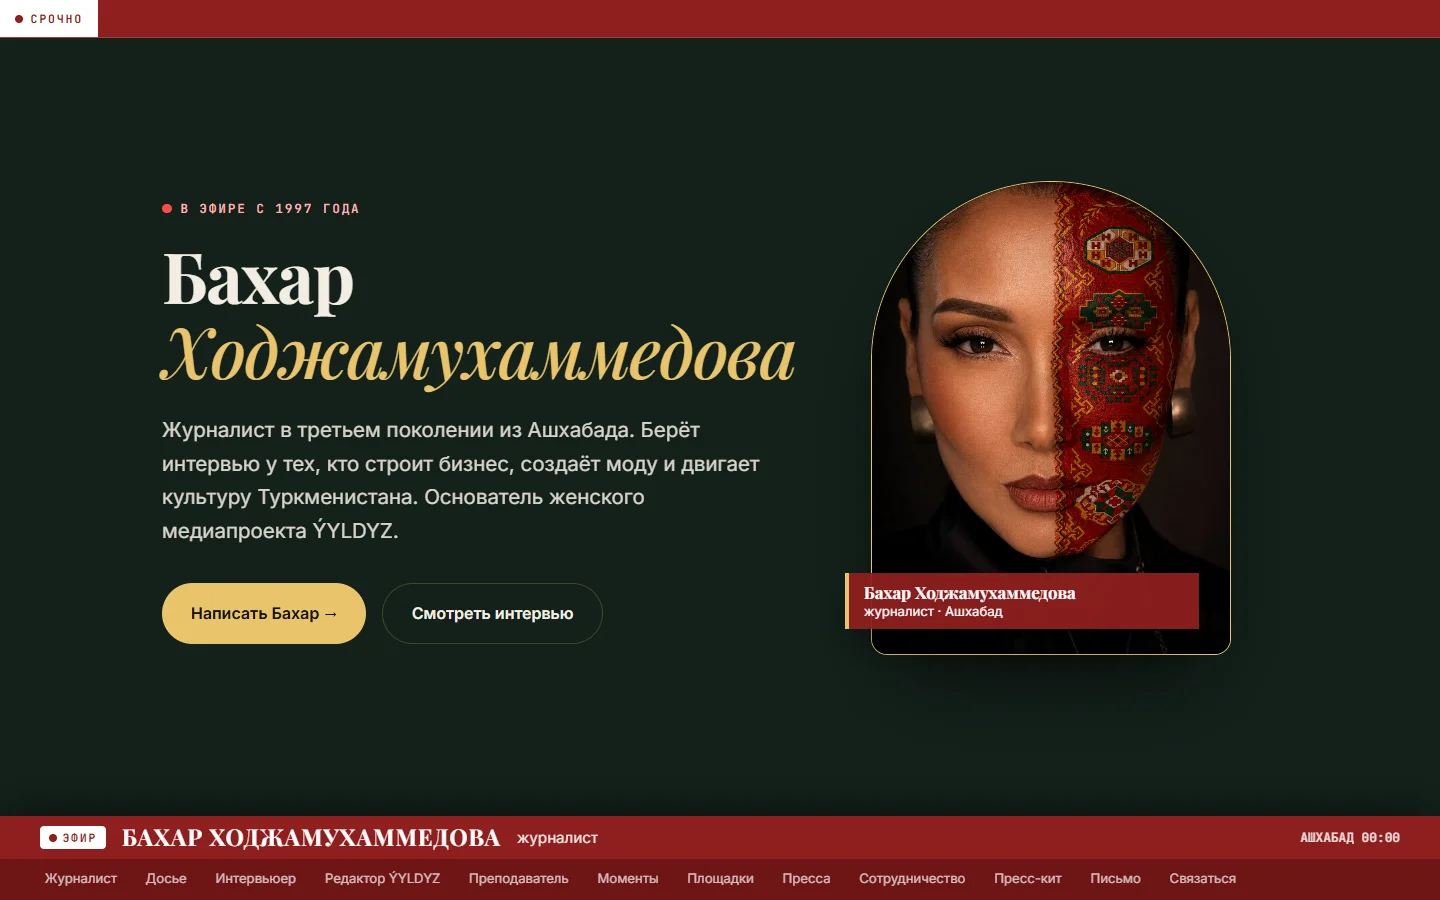 СРОЧНО
В ЭФИРЕ С 1997 ГОДА
Бахар
Ходжамухаммедова
Журналист в третьем поколении из Ашхабада. Берёт
интервью у тех, кто строит бизнес, создаёт моду и двигает
культуру Туркменистана. Основатель женского
медиапроекта ÝYLDYZ.
Написать Бахар →
Смотреть интервью
Бахар Ходжамухаммедова
журналист · Ашхабад
ЭФИР
БАХАР ХОДЖАМУХАММЕДОВА
журналист
АШХАБАД 00:00
Журналист
Досье
Интервьюер
Редактор ÝYLDYZ
Преподаватель
Моменты
Площадки
Пресса
Сотрудничество
Пресс-кит
Письмо
Связаться